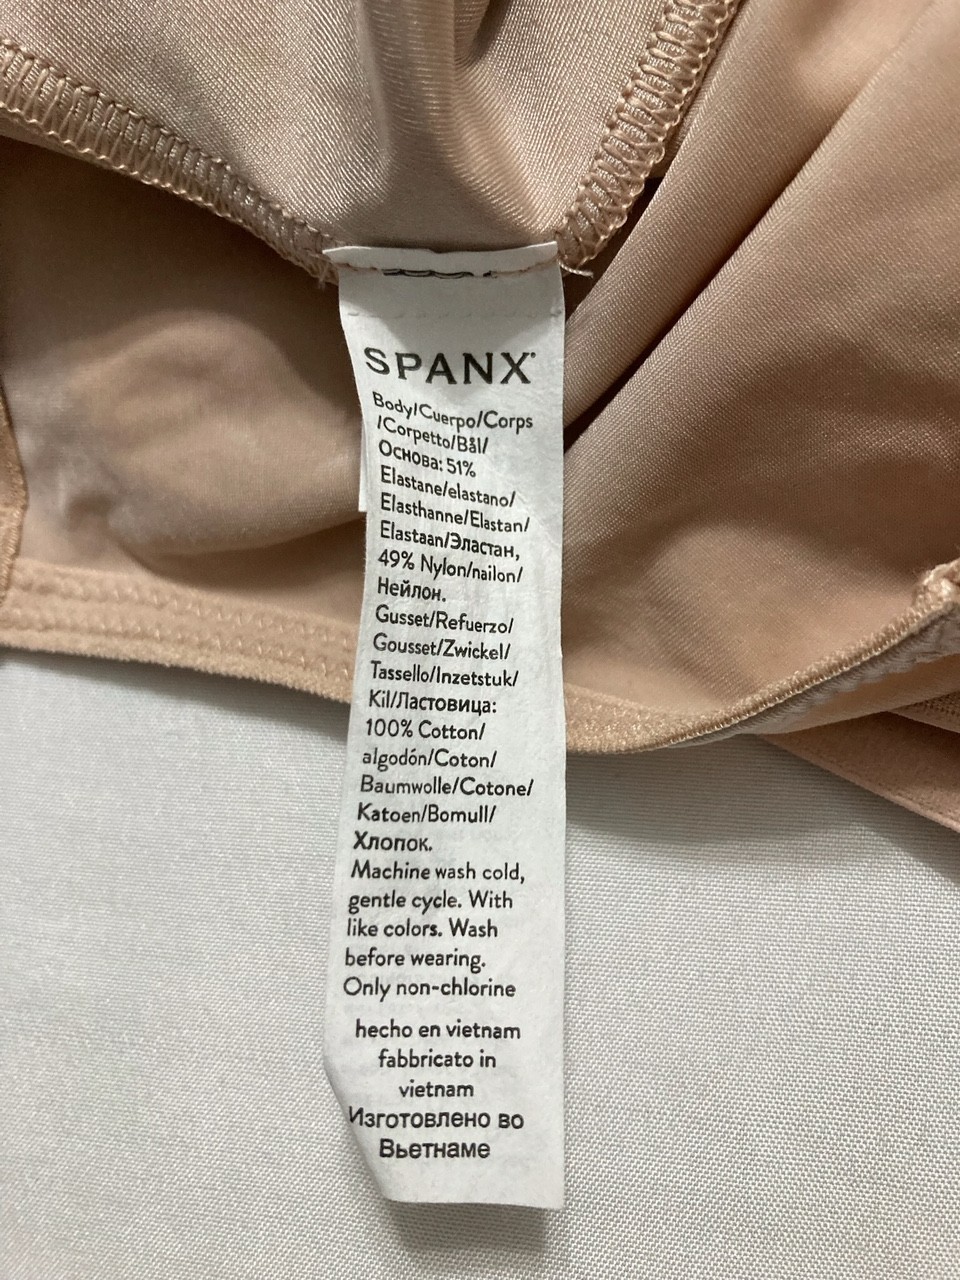 SPANX®
Body/Cuerpo/Corps
/Corpetto/Bål/
Основа: 51%
Elastane/elastano/
Elasthanne/Elastan/
Elastaan/Эластан,
49% Nylon/nailon/
Нейлон.
Gusset/Refuerzo/
Gousset/Zwickel/
Tassello/Inzetstuk/
Kil/Ластовица:
100% Cotton/
algodón/Coton/
Baumwolle/Cotone/
Katoen/Bomull/
Хлопок.
Machine wash cold,
gentle cycle. With
like colors. Wash
before wearing.
Only non-chlorine
hecho en vietnam
fabbricato in
vietnam
Изготовлено во
Вьетнаме